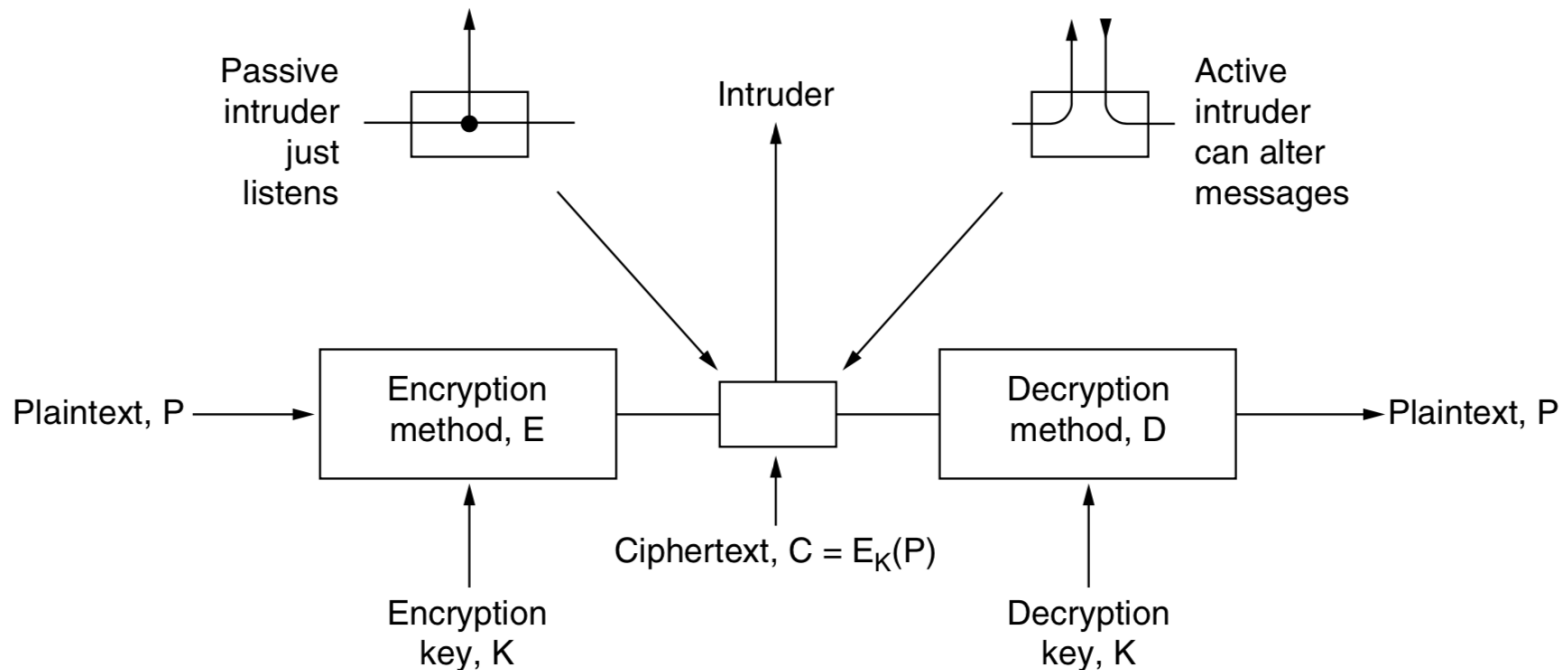 Passive
intruder
just
listens
Intruder
Active
intruder
can alter
messages
Plaintext, P
Encryption
method, E
Decryption
method, D
Plaintext, P
Ciphertext, C = E_K(P)
Encryption
key, K
Decryption
key, K